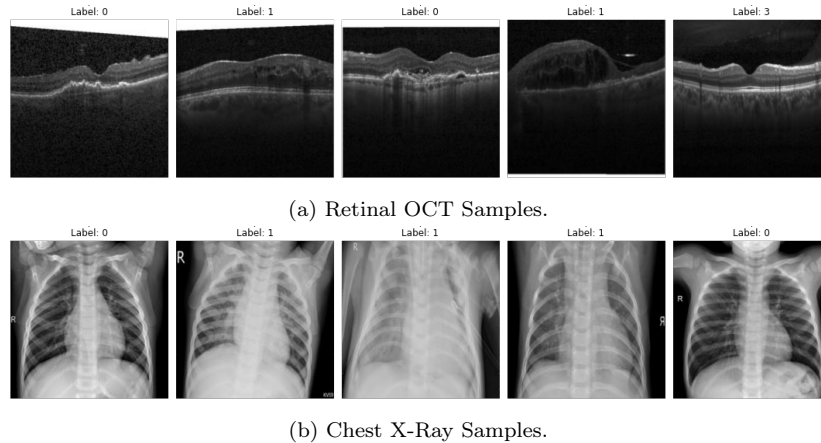 Label: 0 Label: 1 Label: 0 Label: 1 Label: 3
(a) Retinal OCT Samples.
Label: 0 Label: 1 Label: 1 Label: 1 Label: 0
R R R R R
(b) Chest X-Ray Samples.